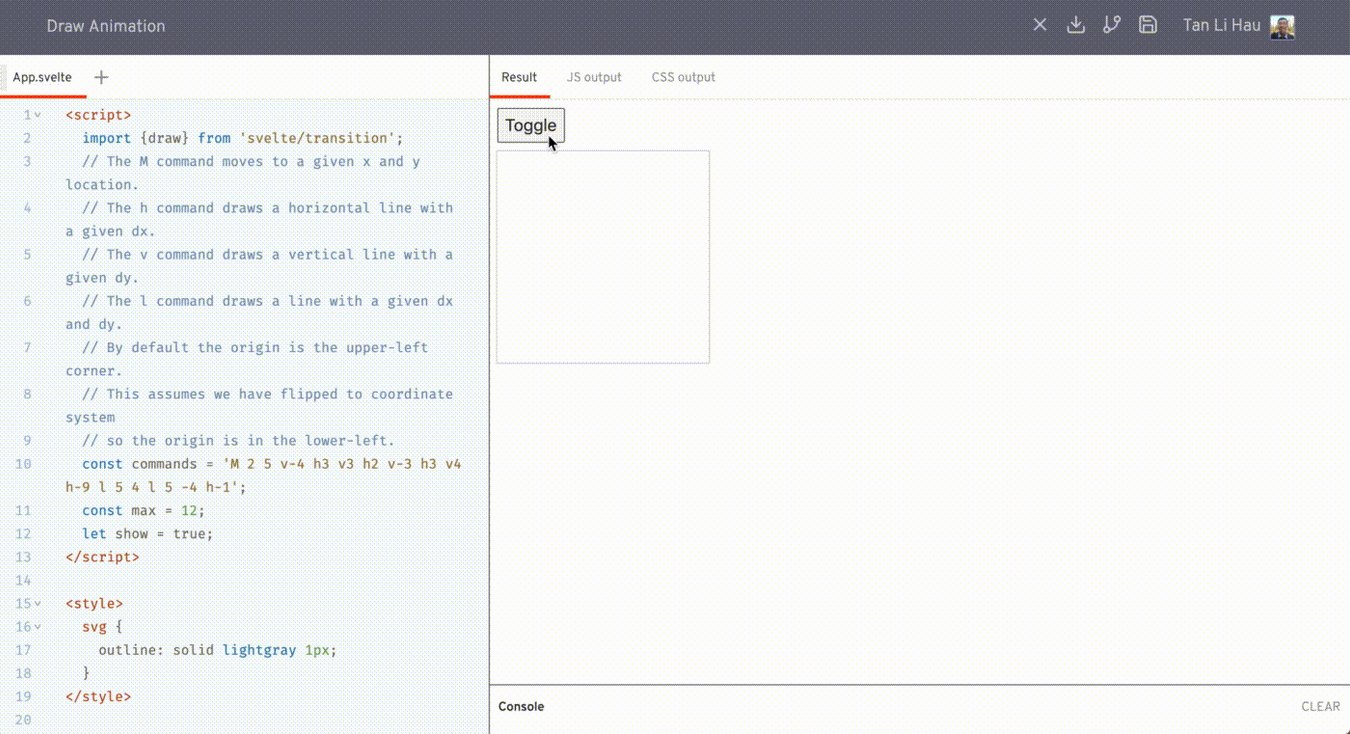 Draw Animation
Tan Li Hau
App.svelte
Result JS output CSS output
1 <script>
2 import {draw} from 'svelte/transition';
3 // The M command moves to a given x and y
location.
4 // The h command draws a horizontal line with
a given dx.
5 // The v command draws a vertical line with a
given dy.
6 // The l command draws a line with a given dx
and dy.
7 // By default the origin is the upper-left
corner.
8 // This assumes we have flipped to coordinate
system
9 // so the origin is in the lower-left.
10 const commands = 'M 2 5 v-4 h3 v3 h2 v-3 h3 v4
h-9 l 5 4 l 5 -4 h-1';
11 const max = 12;
12 let show = true;
13 </script>
14
15 <style>
16 svg {
17 outline: solid lightgray 1px;
18 }
19 </style>
20
Toggle
Console CLEAR